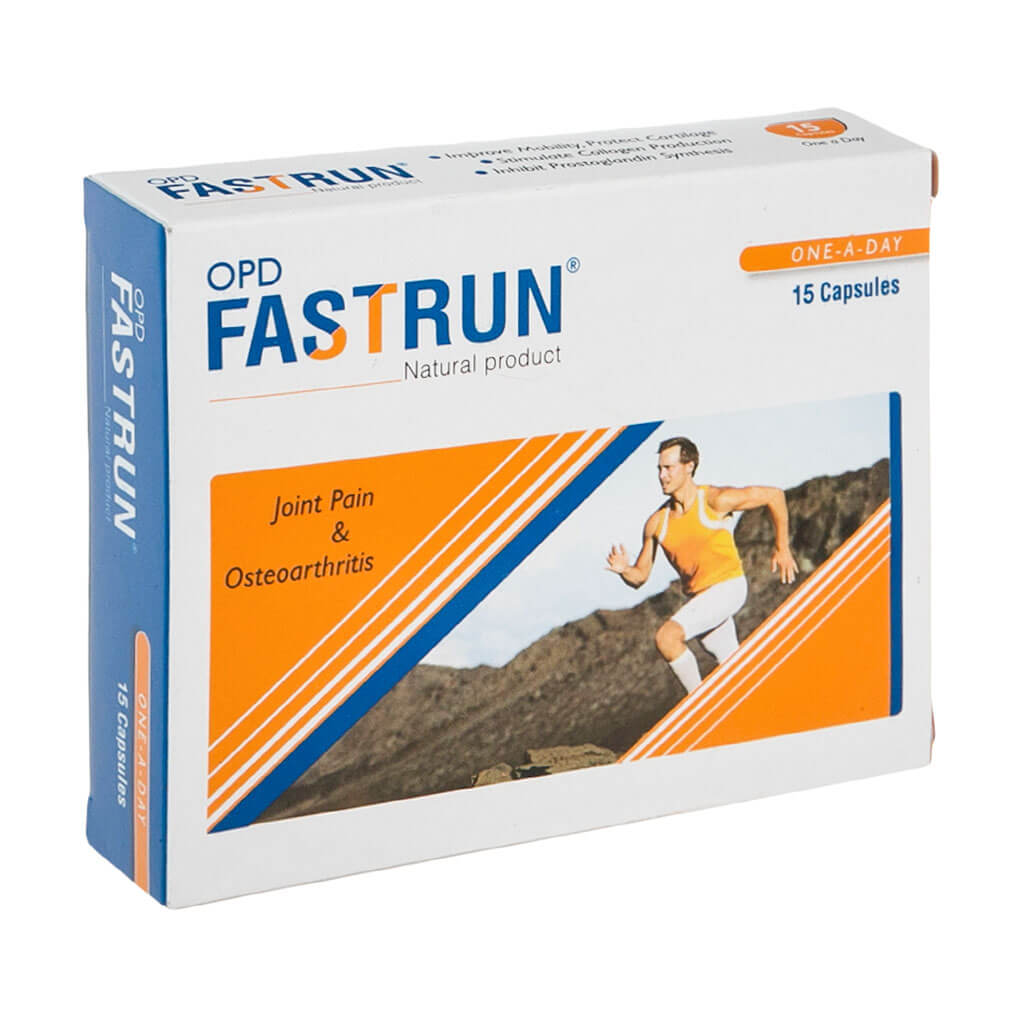 OPD
FASTRUN®
Natural product
• Improve Mobility, Protect Cartilage
• Stimulate Collagen Production
• Inhibit Prostoglandin Synthesis
15
Capsules
One a Day
OPD
FASTRUN®
Natural product
ONE-A-DAY
15 Capsules
Joint Pain
&
Osteoarthritis
OPD
FASTRUN®
Natural product
ONE-A-DAY
15 Capsules